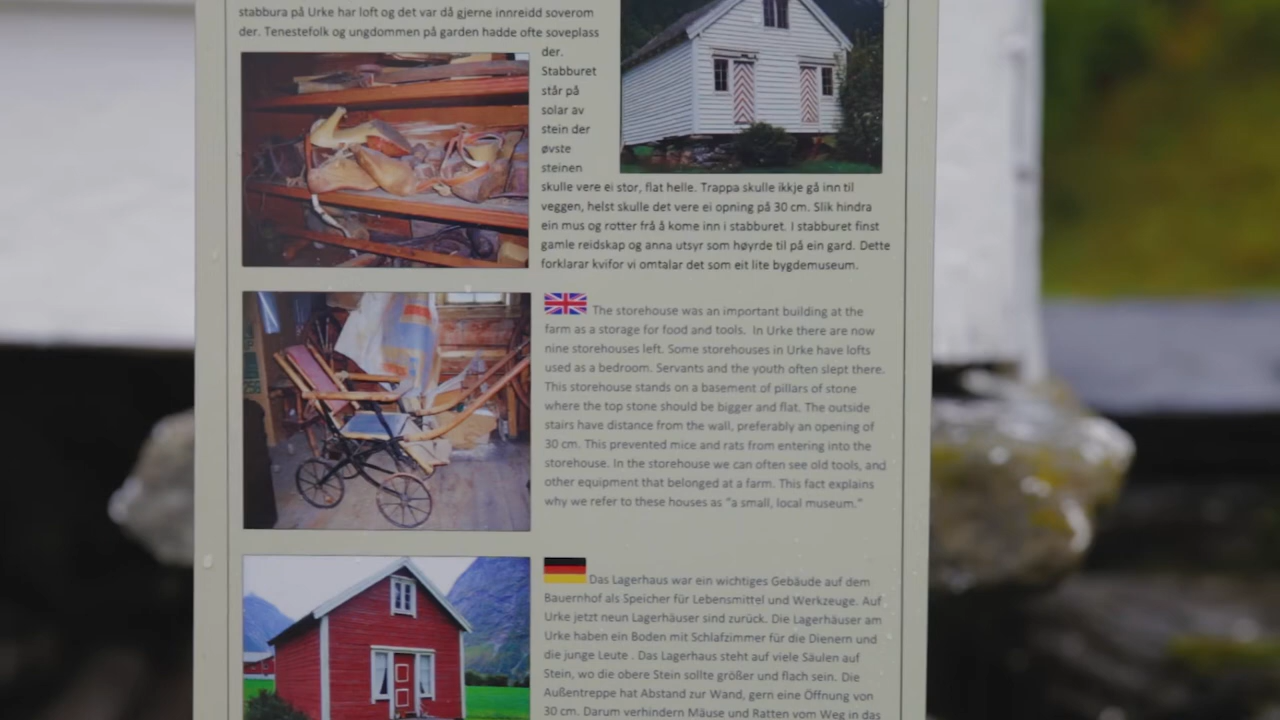 stabbura på Urke har loft og det var då gjerne innreidd soverom
der. Tenestefolk og ungdommen på garden hadde ofte soveplass
der.
Stabburet
står på
solar av
stein der
øvste
steinen
skulle vere ei stor, flat helle. Trappa skulle ikkje gå inn til
veggen, helst skulle det vere ei opning på 30 cm. Slik hindra
ein mus og rotter frå å kome inn i stabburet. I stabburet finst
gamle reidskap og anna utsyr som høyrde til på ein gard. Dette
forklarar kvifor vi omtalar det som eit lite bygdemuseum.
The storehouse was an important building at the
farm as a storage for food and tools. In Urke there are now
nine storehouses left. Some storehouses in Urke have lofts
used as a bedroom. Servants and the youth often slept there.
This storehouse stands on a basement of pillars of stone
where the top stone should be bigger and flat. The outside
stairs have distance from the wall, preferably an opening of
30 cm. This prevented mice and rats from entering into the
storehouse. In the storehouse we can often see old tools, and
other equipment that belonged at a farm. This fact explains
why we refer to these houses as "a small, local museum."
Das Lagerhaus war ein wichtiges Gebäude auf dem
Bauernhof als Speicher für Lebensmittel und Werkzeuge. Auf
Urke jetzt neun Lagerhäuser sind zurück. Die Lagerhäuser am
Urke haben ein Boden mit Schlafzimmer für die Dienern und
die junge Leute . Das Lagerhaus steht auf viele Säulen auf
Stein, wo die obere Stein sollte größer und flach sein. Die
Außentreppe hat Abstand zur Wand, gern eine Öffnung von
30 cm. Darum verhindern Mäuse und Ratten vom Weg in das